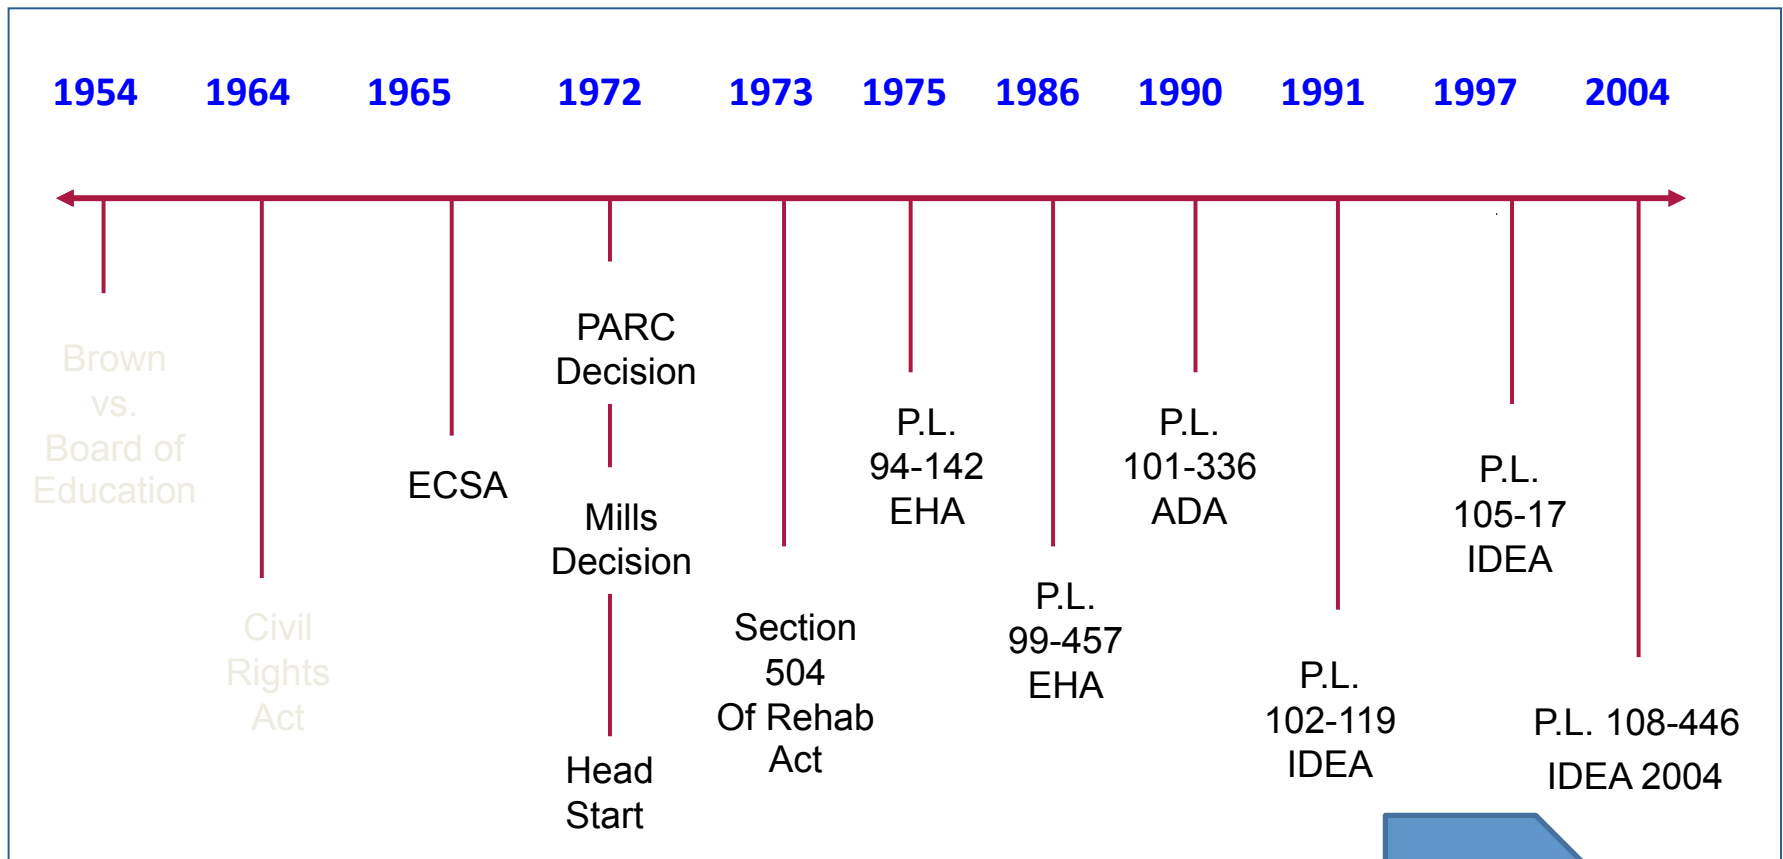 1954 1964 1965 1972 1973 1975 1986 1990 1991 1997 2004
Brown
vs.
Board of
Education
Civil
Rights
Act
ECSA
PARC
Decision
Mills
Decision
Head
Start
Section
504
Of Rehab
Act
P.L.
94-142
EHA
P.L.
99-457
EHA
P.L.
101-336
ADA
P.L.
102-119
IDEA
P.L.
105-17
IDEA
P.L. 108-446
IDEA 2004